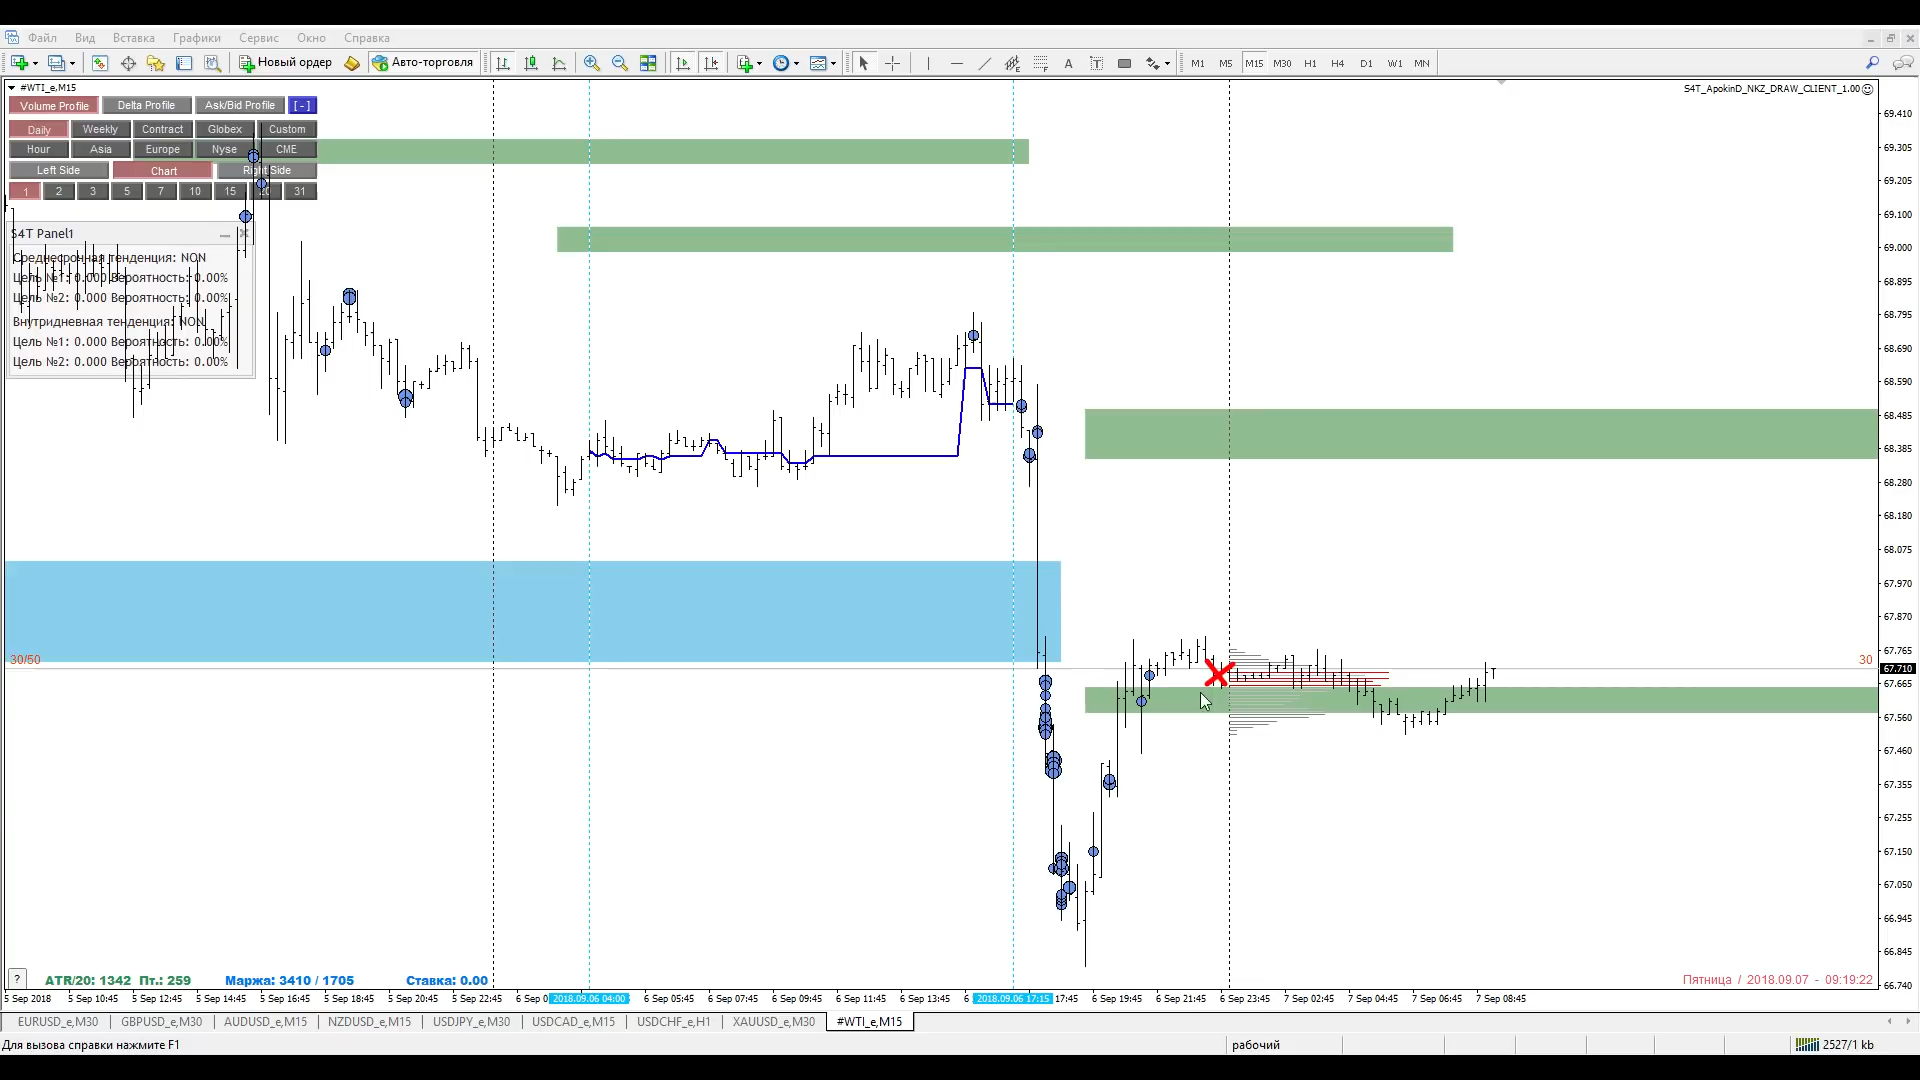 Файл Вид Вставка Графики Сервис Окно Справка
Новый ордер Авто-торговля A T M1 M5 M15 M30 H1 H4 D1 W1 MN
#WTI_e,M15
S4T_ApokinD_NKZ_DRAW_CLIENT_1.00
Volume Profile Delta Profile Ask/Bid Profile [-]
Daily Weekly Contract Globex Custom
Hour Asia Europe Nyse CME
Left Side Chart Right Side
1 2 3 5 7 10 15 20 31
S4T Panel1
Среднесрочная тенденция: NON
Цель №1: 0.000 Вероятность: 0.00%
Цель №2: 0.000 Вероятность: 0.00%
Внутридневная тенденция: NON
Цель №1: 0.000 Вероятность: 0.00%
Цель №2: 0.000 Вероятность: 0.00%
69.410
69.305
69.205
69.100
69.000
68.895
68.795
68.690
68.590
68.485
68.385
68.280
68.180
68.075
67.970
67.870
67.765
30/50
30
67.710
67.665
67.560
67.460
67.355
67.255
67.150
67.050
66.945
66.845
66.740
? ATR/20: 1342 Пт.: 259 Маржа: 3410 / 1705 Ставка: 0.00
Пятница / 2018.09.07 - 09:19:22
5 Sep 2018 5 Sep 10:45 5 Sep 12:45 5 Sep 14:45 5 Sep 16:45 5 Sep 18:45 5 Sep 20:45 5 Sep 22:45 6 Sep 0 2018.09.06 04:00 6 Sep 05:45 6 Sep 07:45 6 Sep 09:45 6 Sep 11:45 6 Sep 13:45 6 2018.09.06 17:15 17:45 6 Sep 19:45 6 Sep 21:45 6 Sep 23:45 7 Sep 02:45 7 Sep 04:45 7 Sep 06:45 7 Sep 08:45
EURUSD_e,M30 GBPUSD_e,M30 AUDUSD_e,M15 NZDUSD_e,M15 USDJPY_e,M30 USDCAD_e,M15 USDCHF_e,H1 XAUUSD_e,M30 #WTI_e,M15
Для вызова справки нажмите F1
рабочий
2527/1 kb